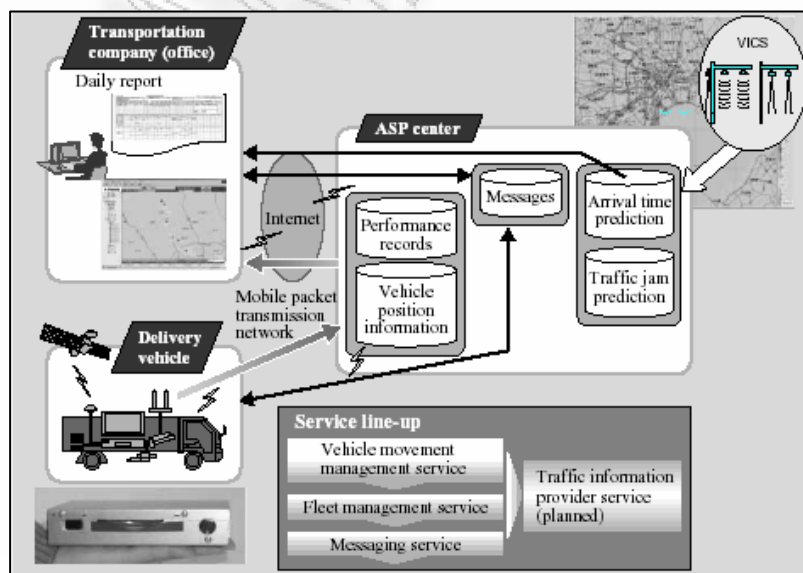 Transportation
company (office)
Daily report
VICS
ASP center
Internet
Messages
Arrival time
prediction
Performance
records
Vehicle
position
information
Traffic jam
prediction
Mobile packet
transmission
network
Delivery
vehicle
Service line-up
Vehicle movement
management service
Fleet management service
Messaging service
Traffic information
provider service
(planned)